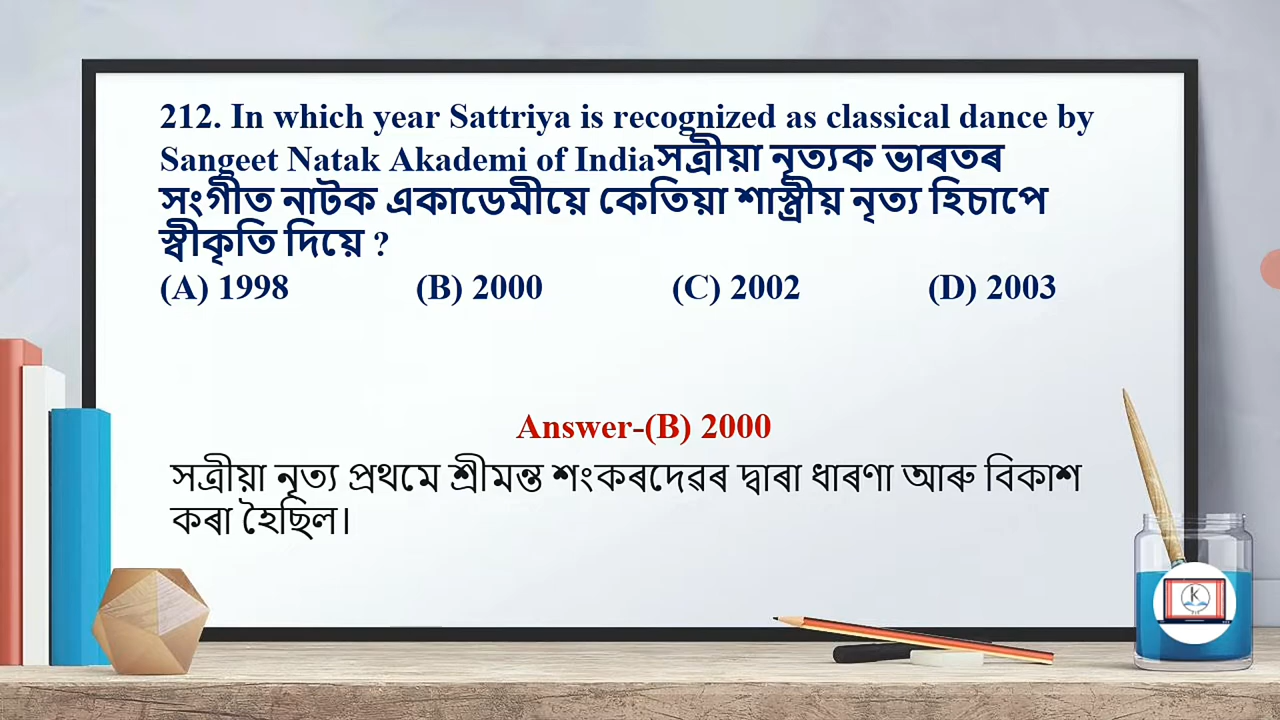 212. In which year Sattriya is recognized as classical dance by
Sangeet Natak Akademi of Indiaসত্ৰীয়া নৃত্যক ভাৰতৰ
সংগীত নাটক একাডেমীয়ে কেতিয়া শাস্ত্ৰীয় নৃত্য হিচাপে
স্বীকৃতি দিয়ে ?
(A) 1998 (B) 2000 (C) 2002 (D) 2003
Answer-(B) 2000
সত্ৰীয়া নৃত্য প্ৰথমে শ্ৰীমন্ত শংকৰদেৱৰ দ্বাৰা ধাৰণা আৰু বিকাশ
কৰা হৈছিল।
K